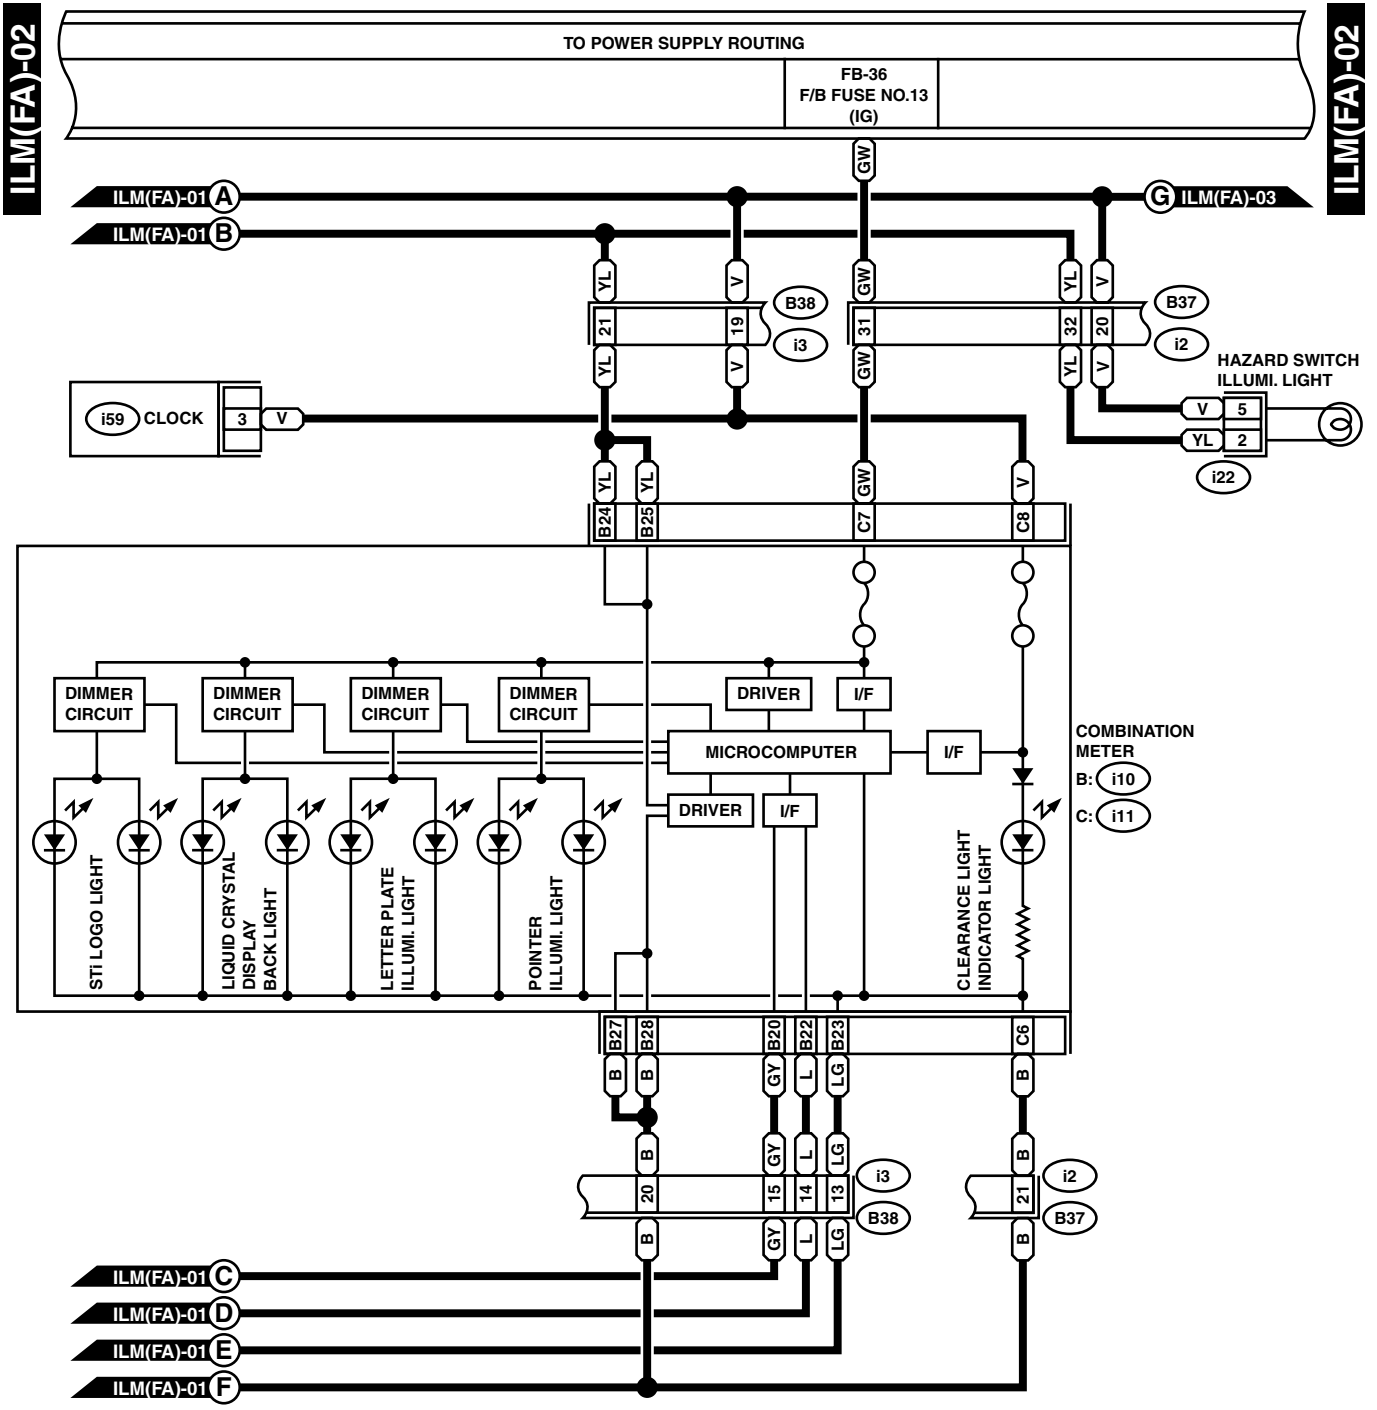 ILM(FA)-02
ILM(FA)-02
TO POWER SUPPLY ROUTING
FB-36
F/B FUSE NO.13
(IG)
GW
ILM(FA)-01 A
G ILM(FA)-03
ILM(FA)-01 B
YL
V
GW
YL
V
B38
B37
21
19
31
32
20
i3
i2
YL
V
GW
YL
V
HAZARD SWITCH
ILLUMI. LIGHT
i59 CLOCK
3
V
V
5
YL
2
i22
YL
YL
GW
V
B24
B25
C7
C8
DIMMER
CIRCUIT
DIMMER
CIRCUIT
DIMMER
CIRCUIT
DIMMER
CIRCUIT
DRIVER
I/F
MICROCOMPUTER
I/F
COMBINATION
METER
B: i10
C: i11
DRIVER
I/F
STi LOGO LIGHT
LIQUID CRYSTAL
DISPLAY
BACK LIGHT
LETTER PLATE
ILLUMI. LIGHT
POINTER
ILLUMI. LIGHT
CLEARANCE LIGHT
INDICATOR LIGHT
B27
B28
B20
B22
B23
C6
B
B
GY
L
LG
B
B
GY
L
LG
B
i3
i2
20
15
14
13
21
B38
B37
B
GY
L
LG
B
ILM(FA)-01 C
ILM(FA)-01 D
ILM(FA)-01 E
ILM(FA)-01 F